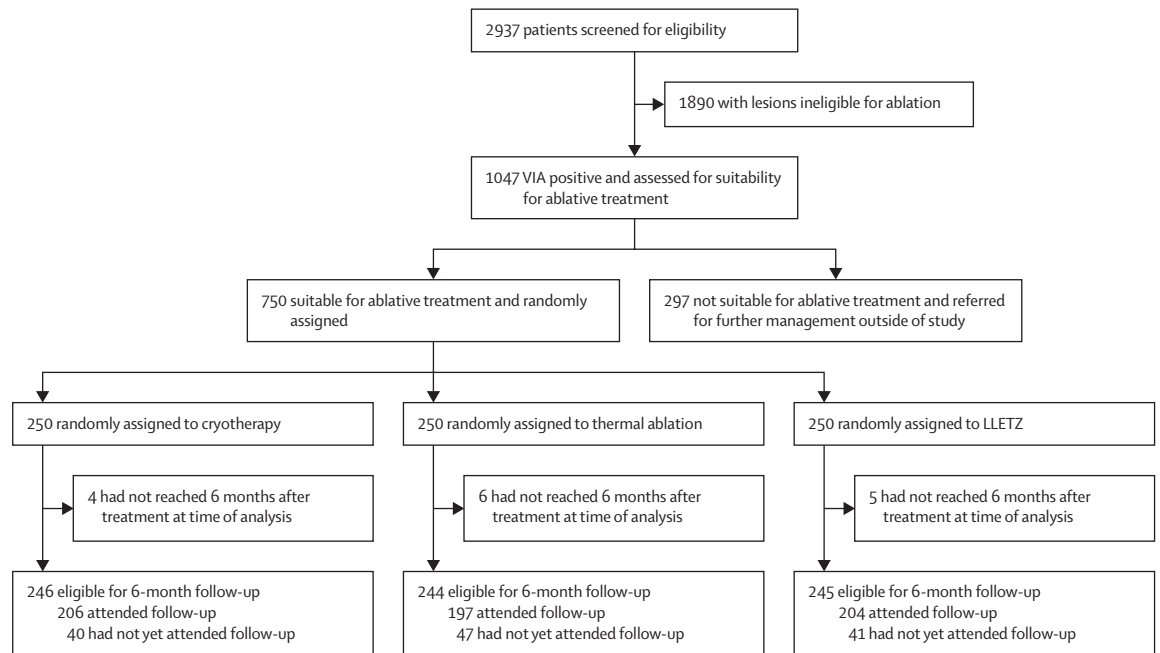 2937 patients screened for eligibility
1890 with lesions ineligible for ablation
1047 VIA positive and assessed for suitability
for ablative treatment
750 suitable for ablative treatment and randomly
assigned
297 not suitable for ablative treatment and referred
for further management outside of study
250 randomly assigned to cryotherapy
250 randomly assigned to thermal ablation
250 randomly assigned to LLETZ
4 had not reached 6 months after
treatment at time of analysis
6 had not reached 6 months after
treatment at time of analysis
5 had not reached 6 months after
treatment at time of analysis
246 eligible for 6-month follow-up
206 attended follow-up
40 had not yet attended follow-up
244 eligible for 6-month follow-up
197 attended follow-up
47 had not yet attended follow-up
245 eligible for 6-month follow-up
204 attended follow-up
41 had not yet attended follow-up